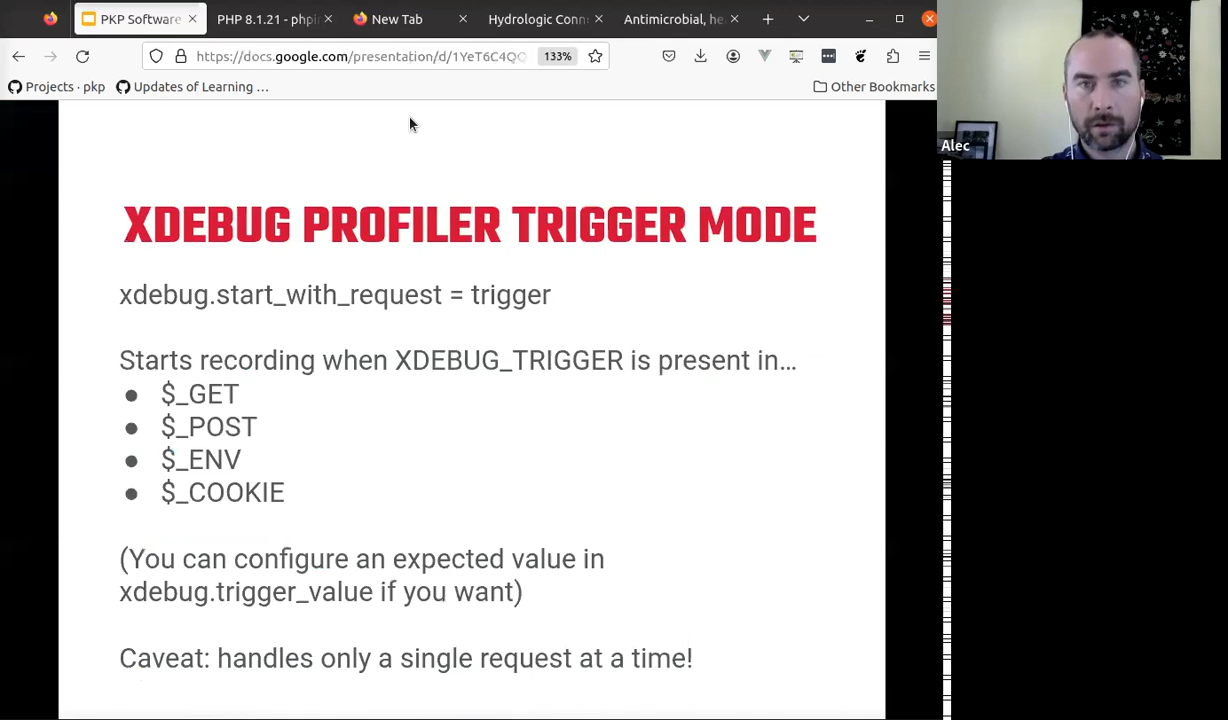 PKP Software
PHP 8.1.21 - phpi
New Tab
Hydrologic Conn
Antimicrobial, he
https://docs.google.com/presentation/d/1YeT6C4QQ
133%
Projects · pkp
Updates of Learning ...
Other Bookmarks
Alec
XDEBUG PROFILER TRIGGER MODE
xdebug.start_with_request = trigger
Starts recording when XDEBUG_TRIGGER is present in...
● $_GET
● $_POST
● $_ENV
● $_COOKIE
(You can configure an expected value in
xdebug.trigger_value if you want)
Caveat: handles only a single request at a time!